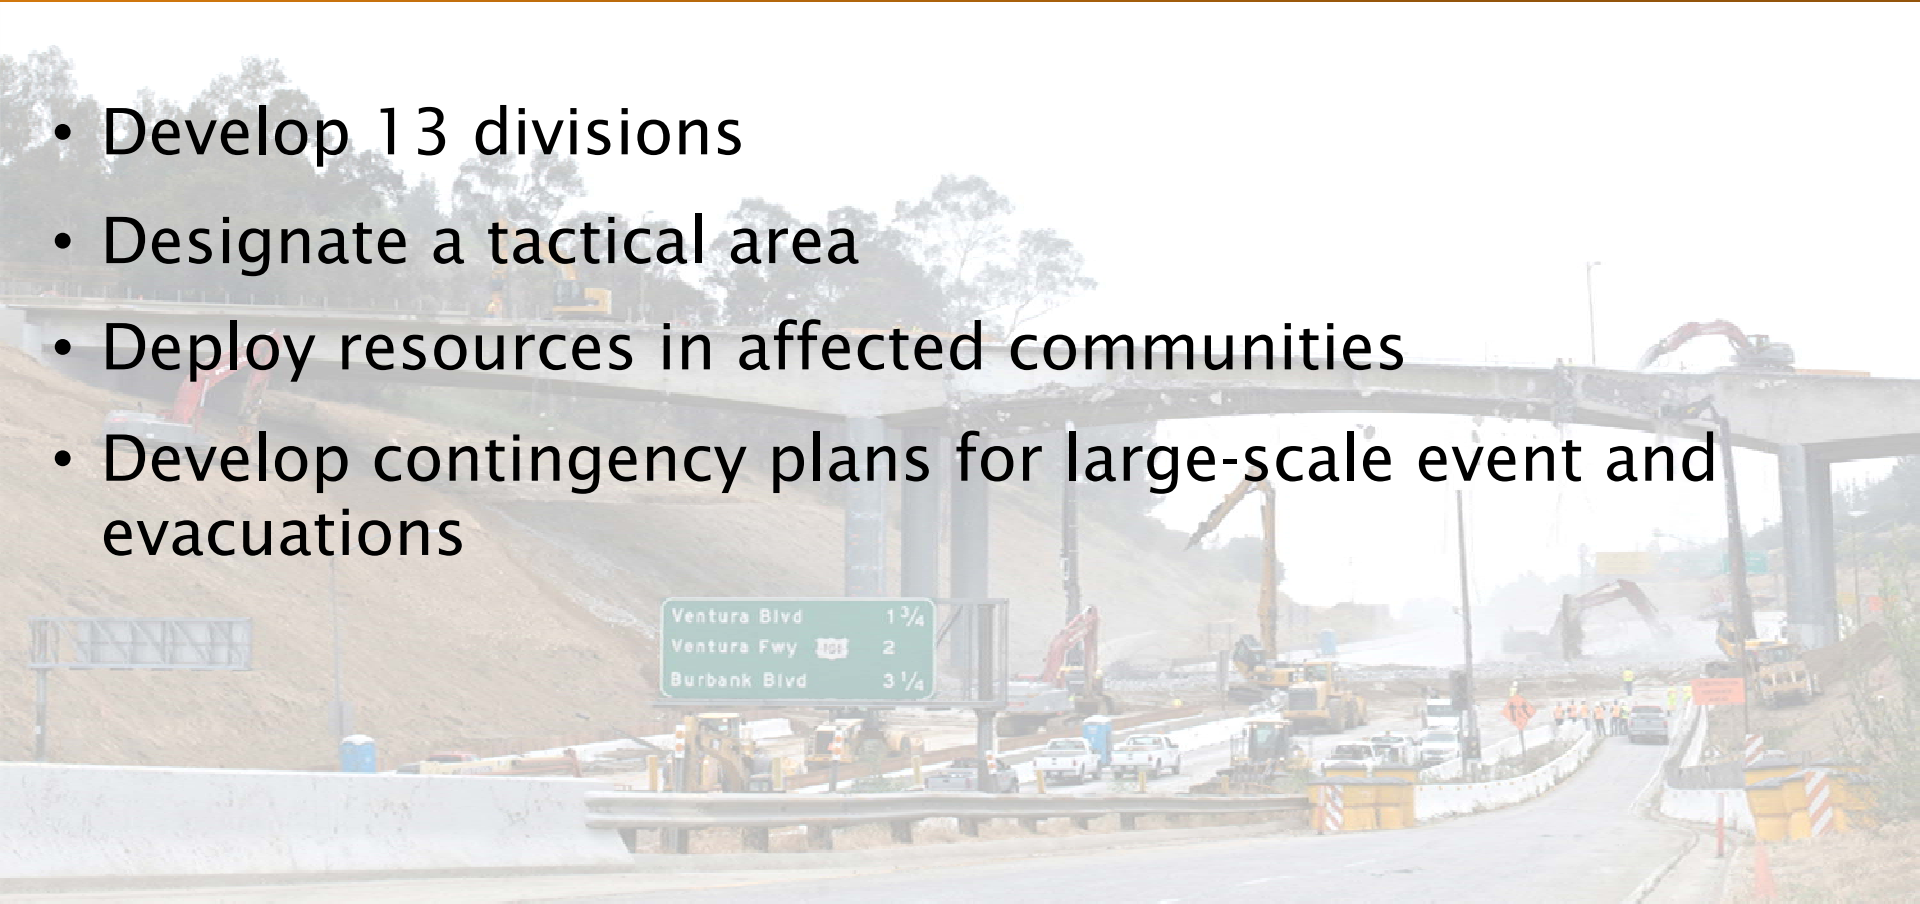 • Develop 13 divisions
• Designate a tactical area
• Deploy resources in affected communities
• Develop contingency plans for large-scale event and
evacuations
Ventura Blvd 1 3/4
Ventura Fwy 101 2
Burbank Blvd 3 1/4